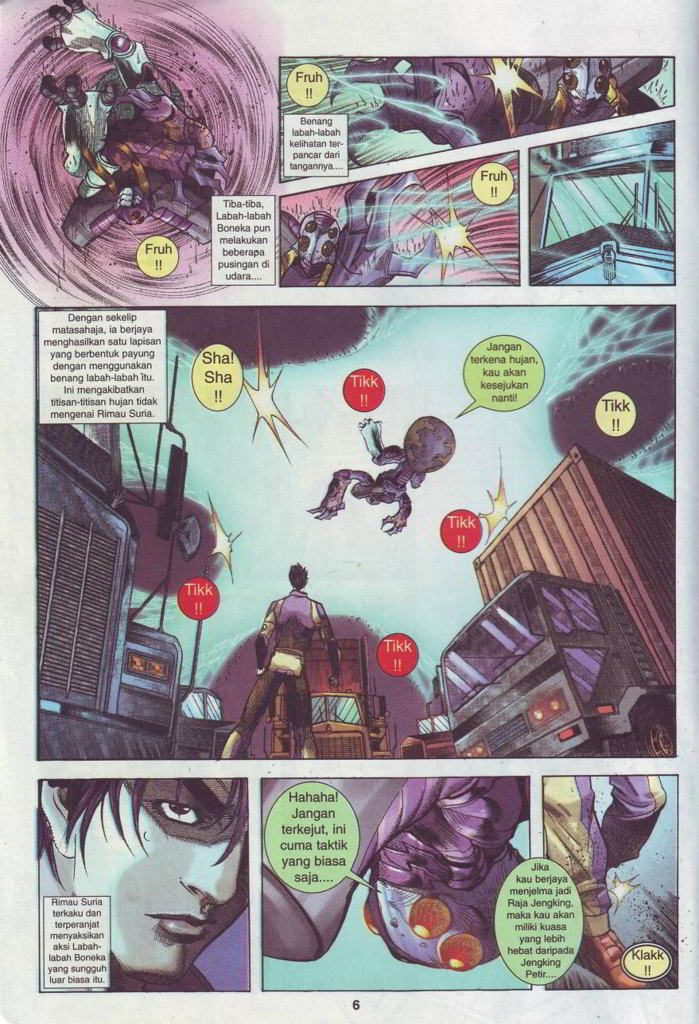 Fruh
!!
Tiba-tiba,
Labah-labah
Boneka pun
melakukan
beberapa
pusingan di
udara....
Fruh
!!
Benang
labah-labah
kelihatan ter-
pancar dari
tangannya....
Fruh
!!
Dengan sekelip
matasahaja, ia berjaya
menghasilkan satu lapisan
yang berbentuk payung
dengan menggunakan
benang labah-labah itu.
Ini mengakibatkan
titisan-titisan hujan tidak
mengenai Rimau Suria.
Sha!
Sha
!!
Tikk
!!
Jangan
terkena hujan,
kau akan
kesejukan
nanti!
Tikk
!!
Tikk
!!
Tikk
!!
Tikk
!!
Rimau Suria
terkaku dan
terperanjat
menyaksikan
aksi Labah-
labah Boneka
yang sungguh
luar biasa itu.
Hahaha!
Jangan
terkejut, ini
cuma taktik
yang biasa
saja....
Jika
kau berjaya
menjelma jadi
Raja Jengking,
maka kau akan
miliki kuasa
yang lebih
hebat daripada
Jengking
Petir....
Klakk
!!
6